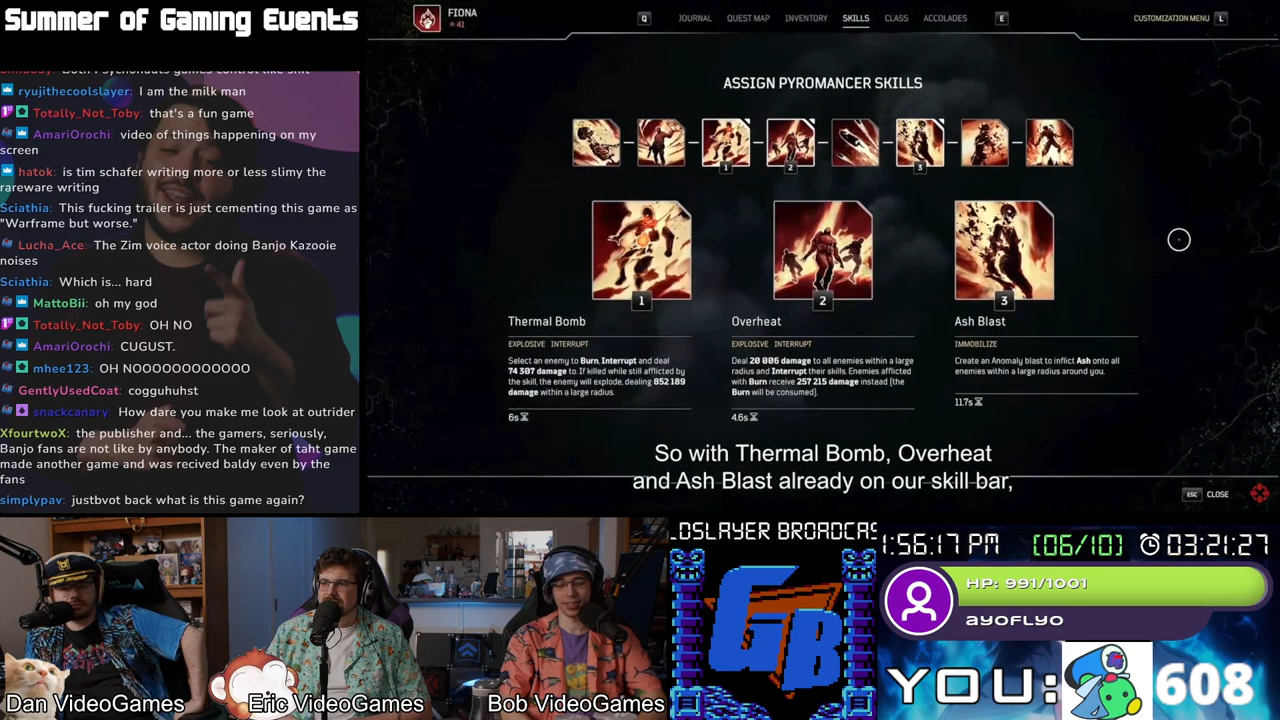 Summer of Gaming Events
ryujithecoolslayer: I am the milk man
Totally_Not_Toby: that's a fun game
AmariOrochi: video of things happening on my
screen
hatok: is tim schafer writing more or less slimy the
rareware writing
Sciathia: This fucking trailer is just cementing this game as
"Warframe but worse."
Lucha_Ace: The Zim voice actor doing Banjo Kazooie
noises
Sciathia: Which is... hard
MattoBii: oh my god
Totally_Not_Toby: OH NO
AmariOrochi: CUGUST.
mhee123: OH NOOOOOOOOOOO
GentlyUsedCoat: cogguhuhst
snackcanary: How dare you make me look at outrider
XfourtwoX: the publisher and... the gamers, seriously,
Banjo fans are not like by anybody. The maker of taht game
made another game and was recived baldy even by the
fans
simplypav: justbvot back what is this game again?
FIONA
41
Q JOURNAL QUEST MAP INVENTORY SKILLS CLASS ACCOLADES E
CUSTOMIZATION MENU L
ASSIGN PYROMANCER SKILLS
1 2 3
1 2 3
Thermal Bomb
EXPLOSIVE INTERRUPT
Select an enemy to Burn, Interrupt and deal
74 307 damage to. If killed while still afflicted by
the skill, the enemy will explode, dealing 852 189
damage within a large radius.
6s
Overheat
EXPLOSIVE INTERRUPT
Deal 20 006 damage to all enemies within a large
radius and Interrupt their skills. Enemies afflicted
with Burn receive 257 215 damage instead (the
Burn will be consumed).
4.6s
Ash Blast
IMMOBILIZE
Create an Anomaly blast to inflict Ash onto all
enemies within a large radius around you.
11.7s
So with Thermal Bomb, Overheat
and Ash Blast already on our skill bar,
ESC CLOSE
Dan VideoGames
Eric VideoGames
Bob VideoGames
LDSLAYER BROADCAS
GB
1:56:17 PM [06/10] 03:21:27
HP: 991/1001
AYOFLYO
YOU: 608